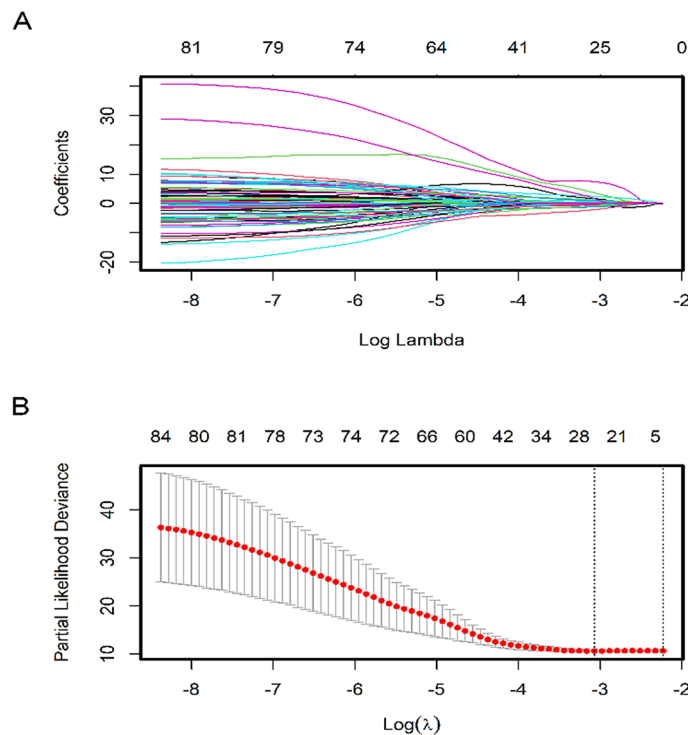 A
81 79 74 64 41 25 0
Coefficients
30
10
0
-20
-8 -7 -6 -5 -4 -3 -2
Log Lambda
B
84 80 81 78 73 74 72 66 60 42 34 28 21 5
Partial Likelihood Deviance
40
30
20
10
-8 -7 -6 -5 -4 -3 -2
Log(λ)